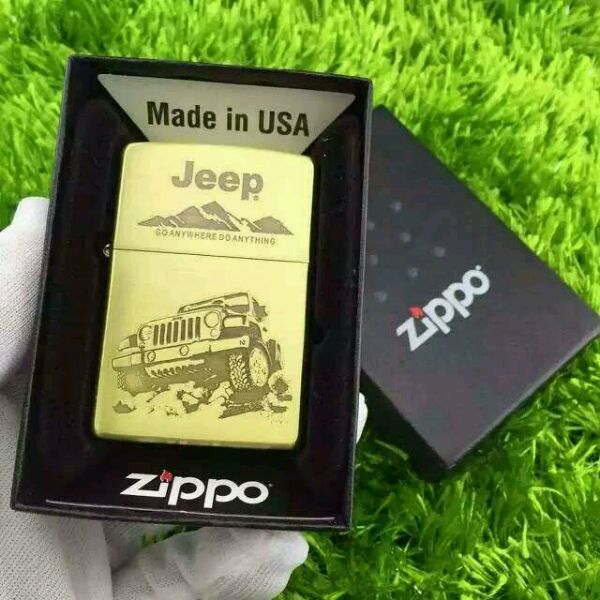 Made in USA
Jeep
GO ANYWHERE DO ANYTHING
zippo
zippo